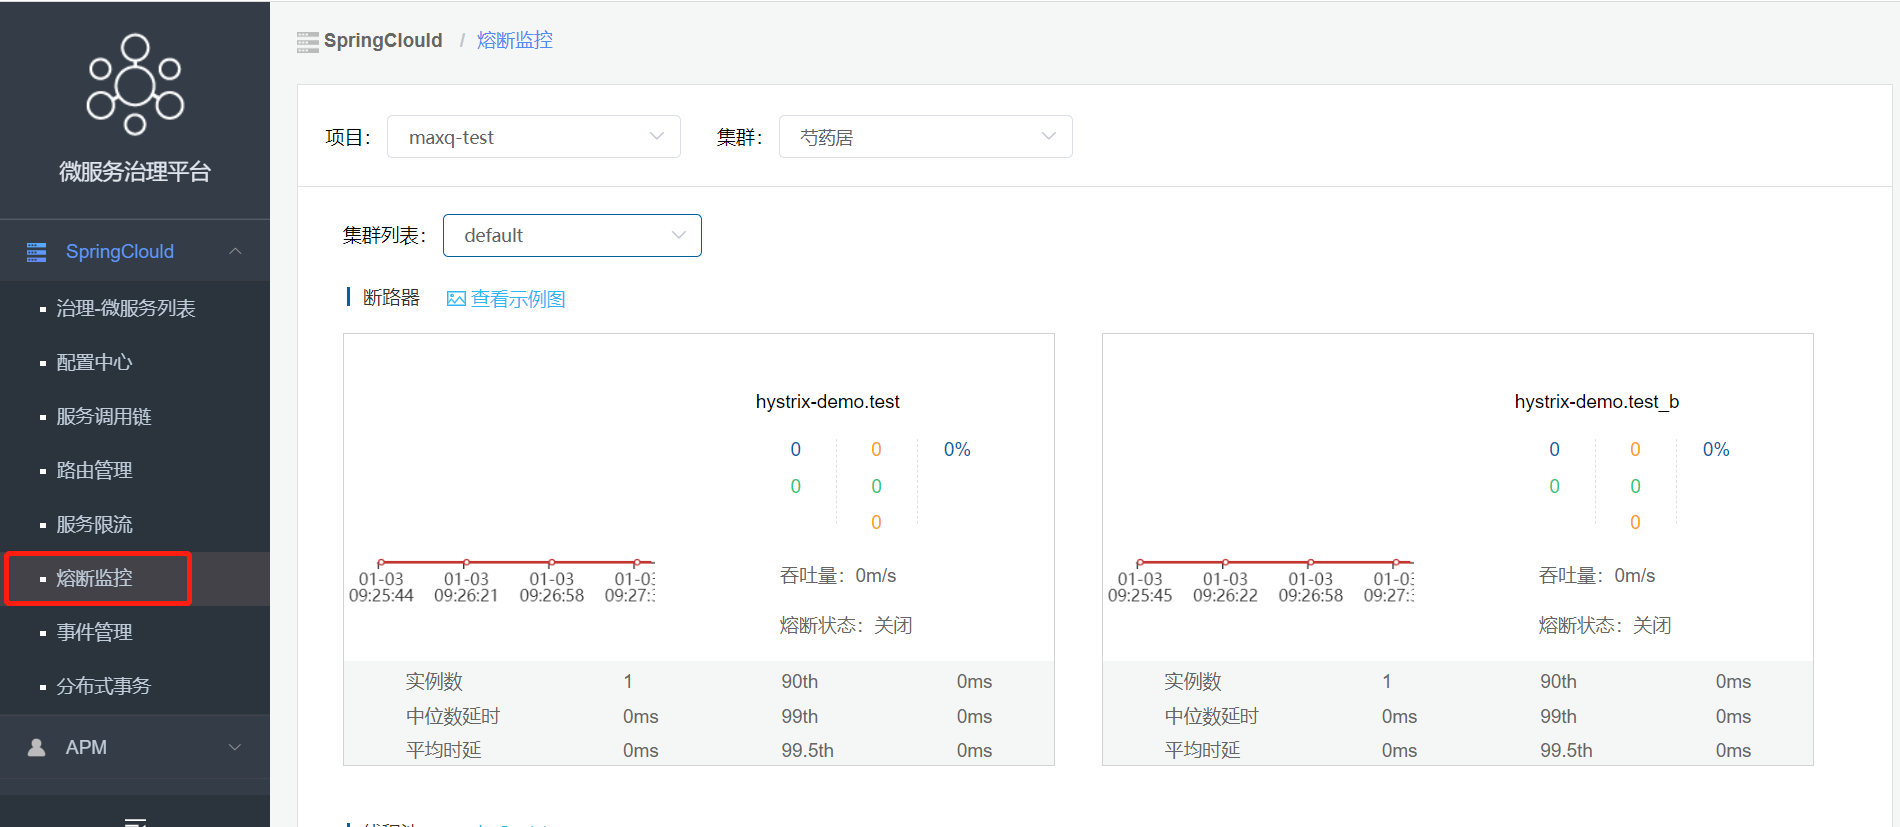 微服务治理平台
SpringClould
治理-微服务列表
配置中心
服务调用链
路由管理
服务限流
熔断监控
事件管理
分布式事务
APM
SpringClould / 熔断监控
项目： maxq-test 集群： 芍药居
集群列表： default
断路器 查看示例图
hystrix-demo.test
0 0 0%
0 0
0
01-03 01-03 01-03 01-03
09:25:44 09:26:21 09:26:58 09:27:3
吞吐量：0m/s
熔断状态：关闭
实例数 1 90th 0ms
中位数延时 0ms 99th 0ms
平均时延 0ms 99.5th 0ms
hystrix-demo.test_b
0 0 0%
0 0
0
01-03 01-03 01-03 01-03
09:25:45 09:26:22 09:26:58 09:27:3
吞吐量：0m/s
熔断状态：关闭
实例数 1 90th 0ms
中位数延时 0ms 99th 0ms
平均时延 0ms 99.5th 0ms